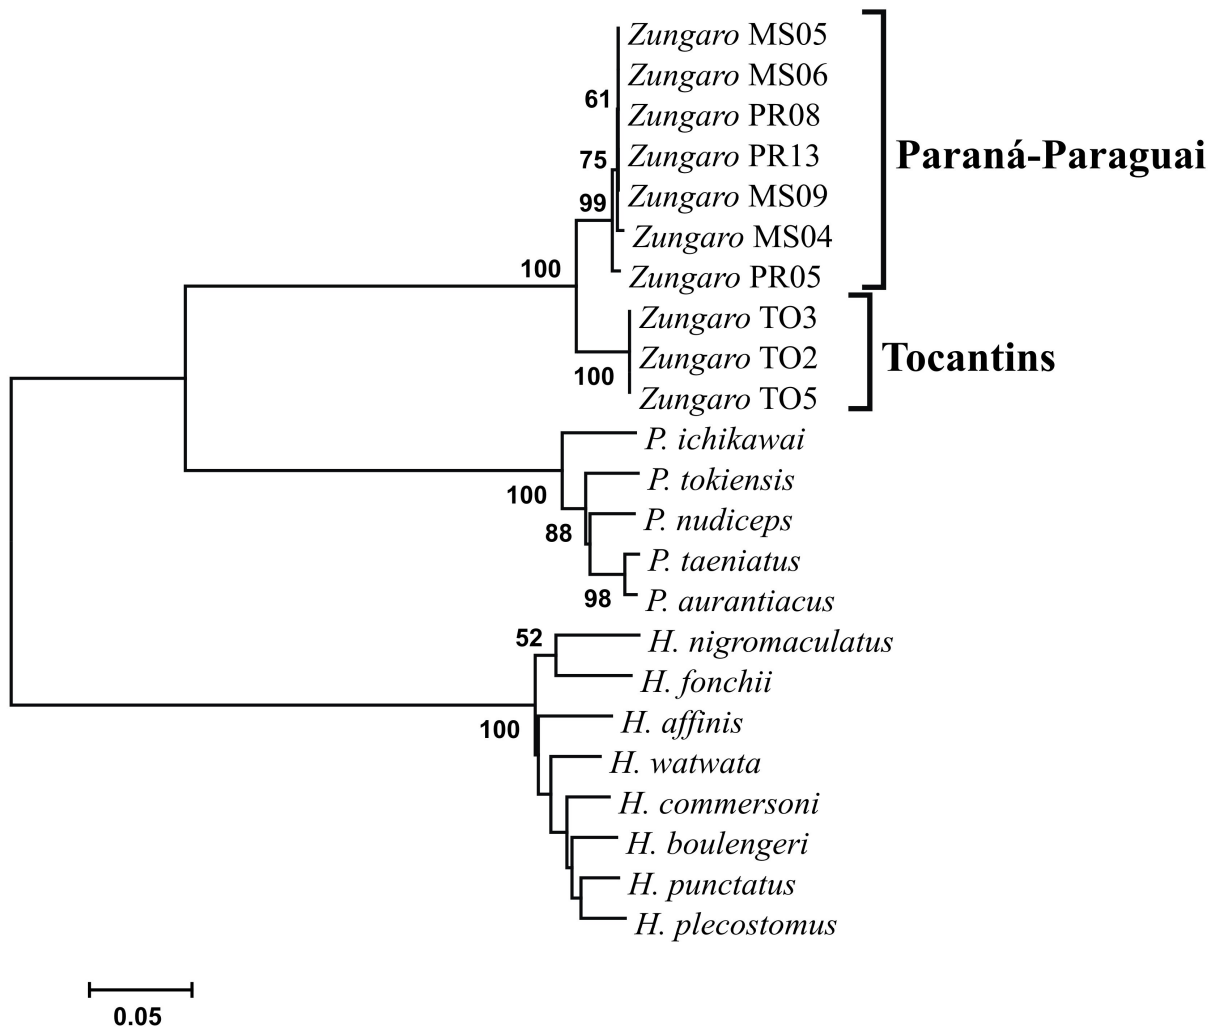 Zungaro MS05
Zungaro MS06
61
Zungaro PR08
Paraná-Paraguai
75
Zungaro PR13
99
Zungaro MS09
Zungaro MS04
100
Zungaro PR05
Zungaro TO3
Zungaro TO2
Tocantins
100
Zungaro TO5
P. ichikawai
P. tokiensis
100
P. nudiceps
88
P. taeniatus
98
P. aurantiacus
52
H. nigromaculatus
H. fonchii
100
H. affinis
H. watwata
H. commersoni
H. boulengeri
H. punctatus
H. plecostomus
0.05